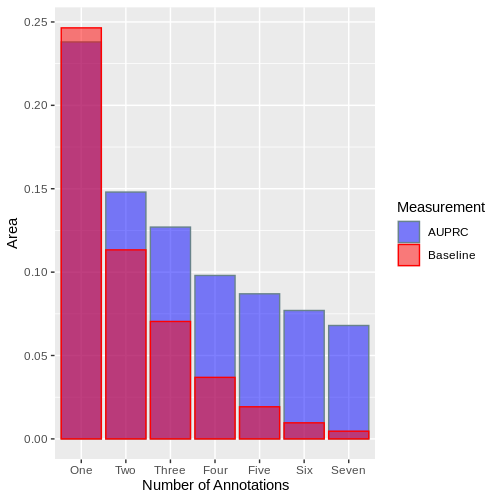 0.25
0.20
0.15
0.10
0.05
0.00
Area
One Two Three Four Five Six Seven
Number of Annotations
Measurement
AUPRC
Baseline